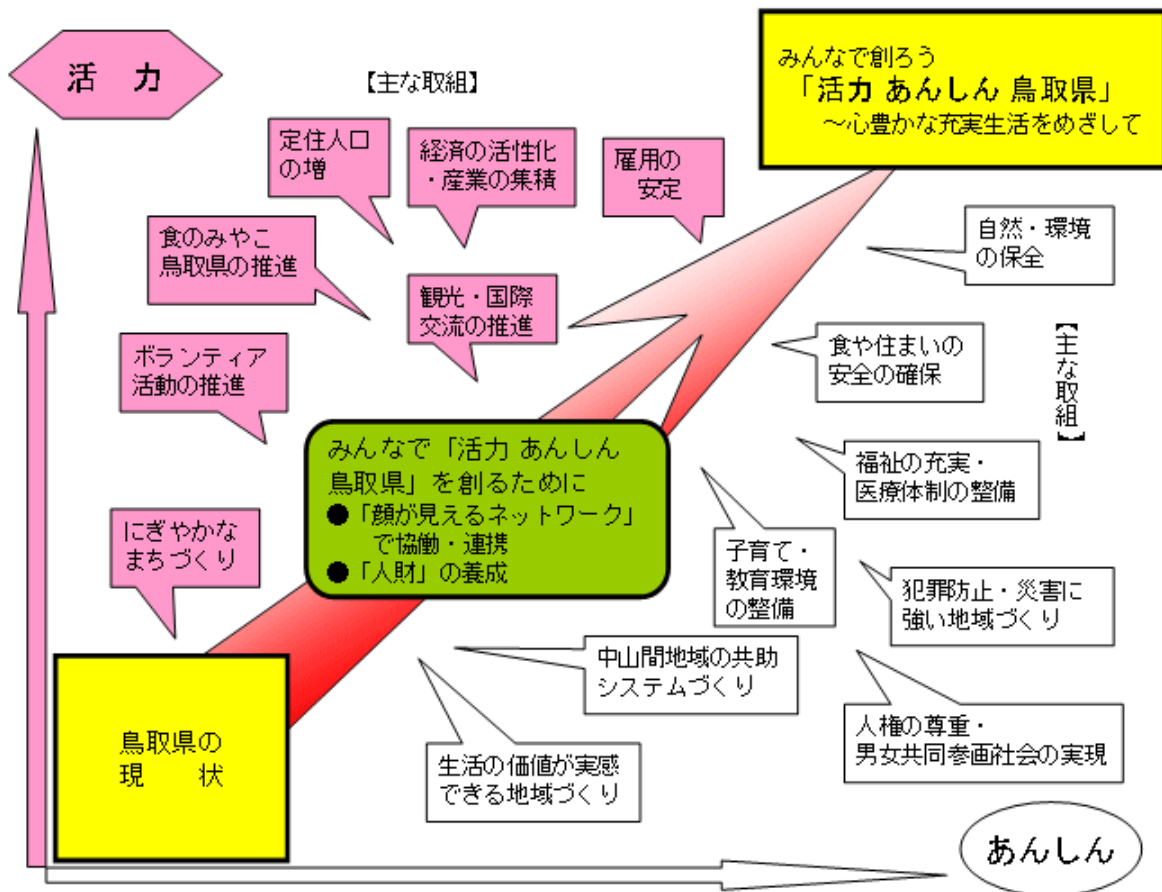 活 力
【主な取組】
みんなで創ろう
「活力 あんしん 鳥取県」
～心豊かな充実生活をめざして
定住人口
の増
経済の活性化
・産業の集積
雇用の
安定
食のみやこ
鳥取県の推進
観光・国際
交流の推進
ボランティア
活動の推進
にぎやかな
まちづくり
自然・環境
の保全
食や住まいの
安全の確保
【主な取組】
福祉の充実・
医療体制の整備
みんなで「活力 あんしん
鳥取県」を創るために
●「顔が見えるネットワーク」
で協働・連携
●「人財」の養成
子育て・
教育環境
の整備
犯罪防止・災害に
強い地域づくり
中山間地域の共助
システムづくり
人権の尊重・
男女共同参画社会の実現
生活の価値が実感
できる地域づくり
鳥取県の
現 状
あんしん